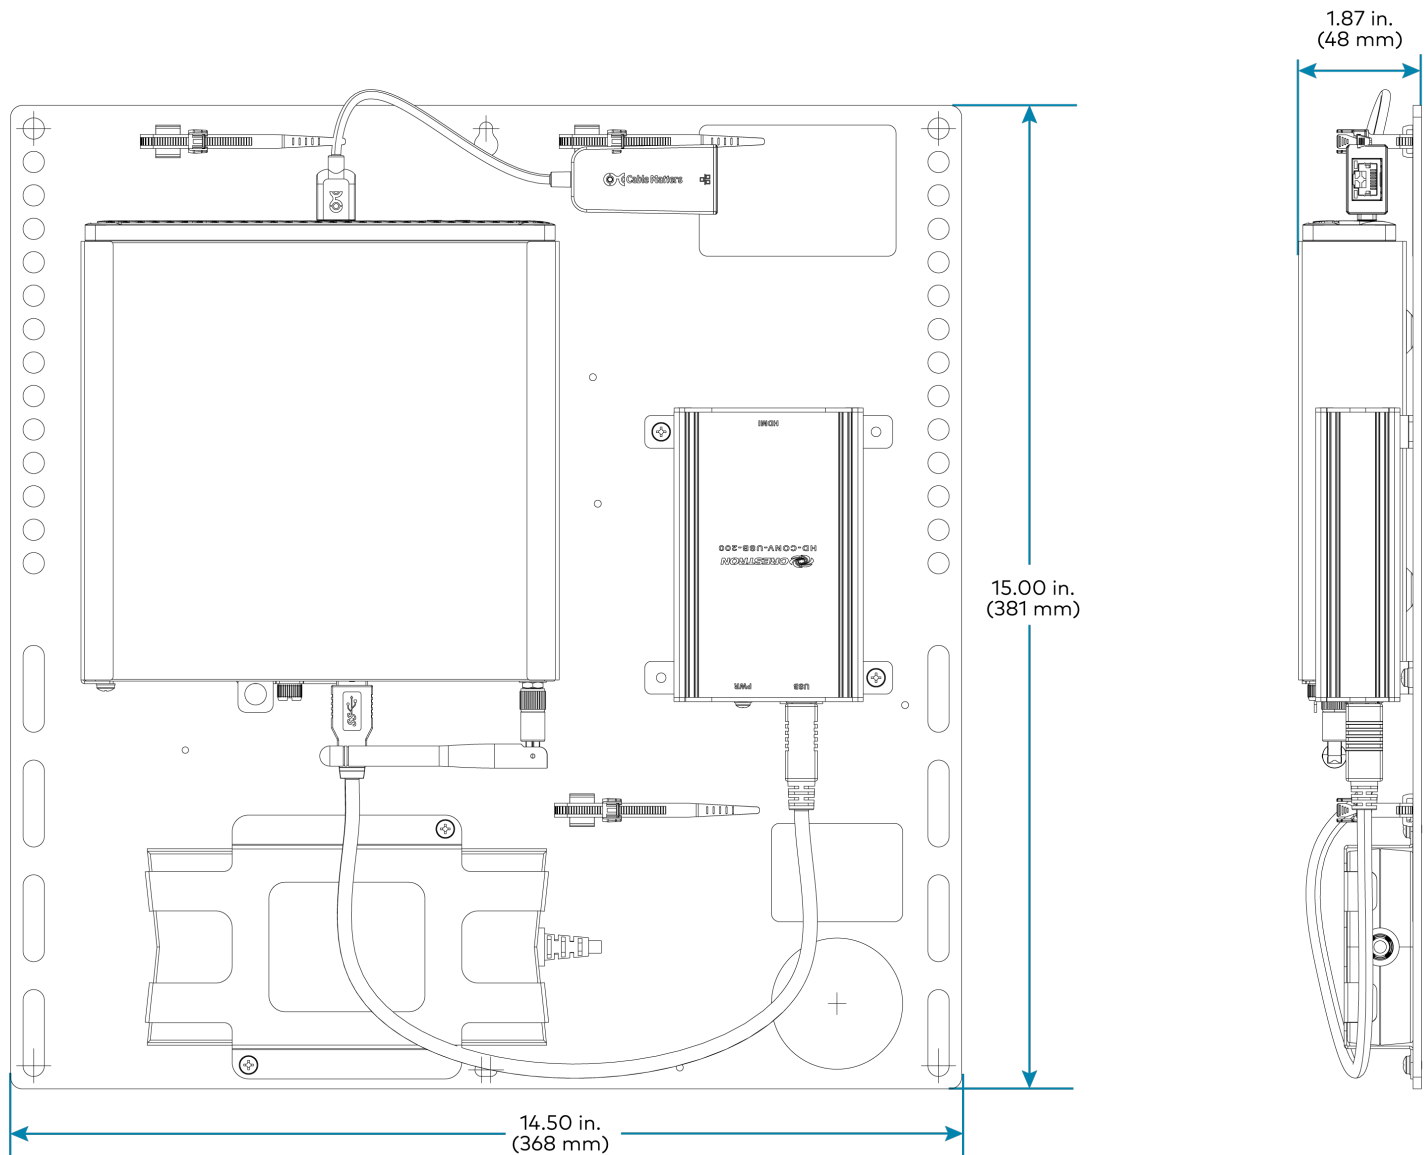 1.87 in.
(48 mm)
Cable Matters
HDMI
HD-CONV-USB-200
CRESTRON
15.00 in.
(381 mm)
PWR
USB
14.50 in.
(368 mm)